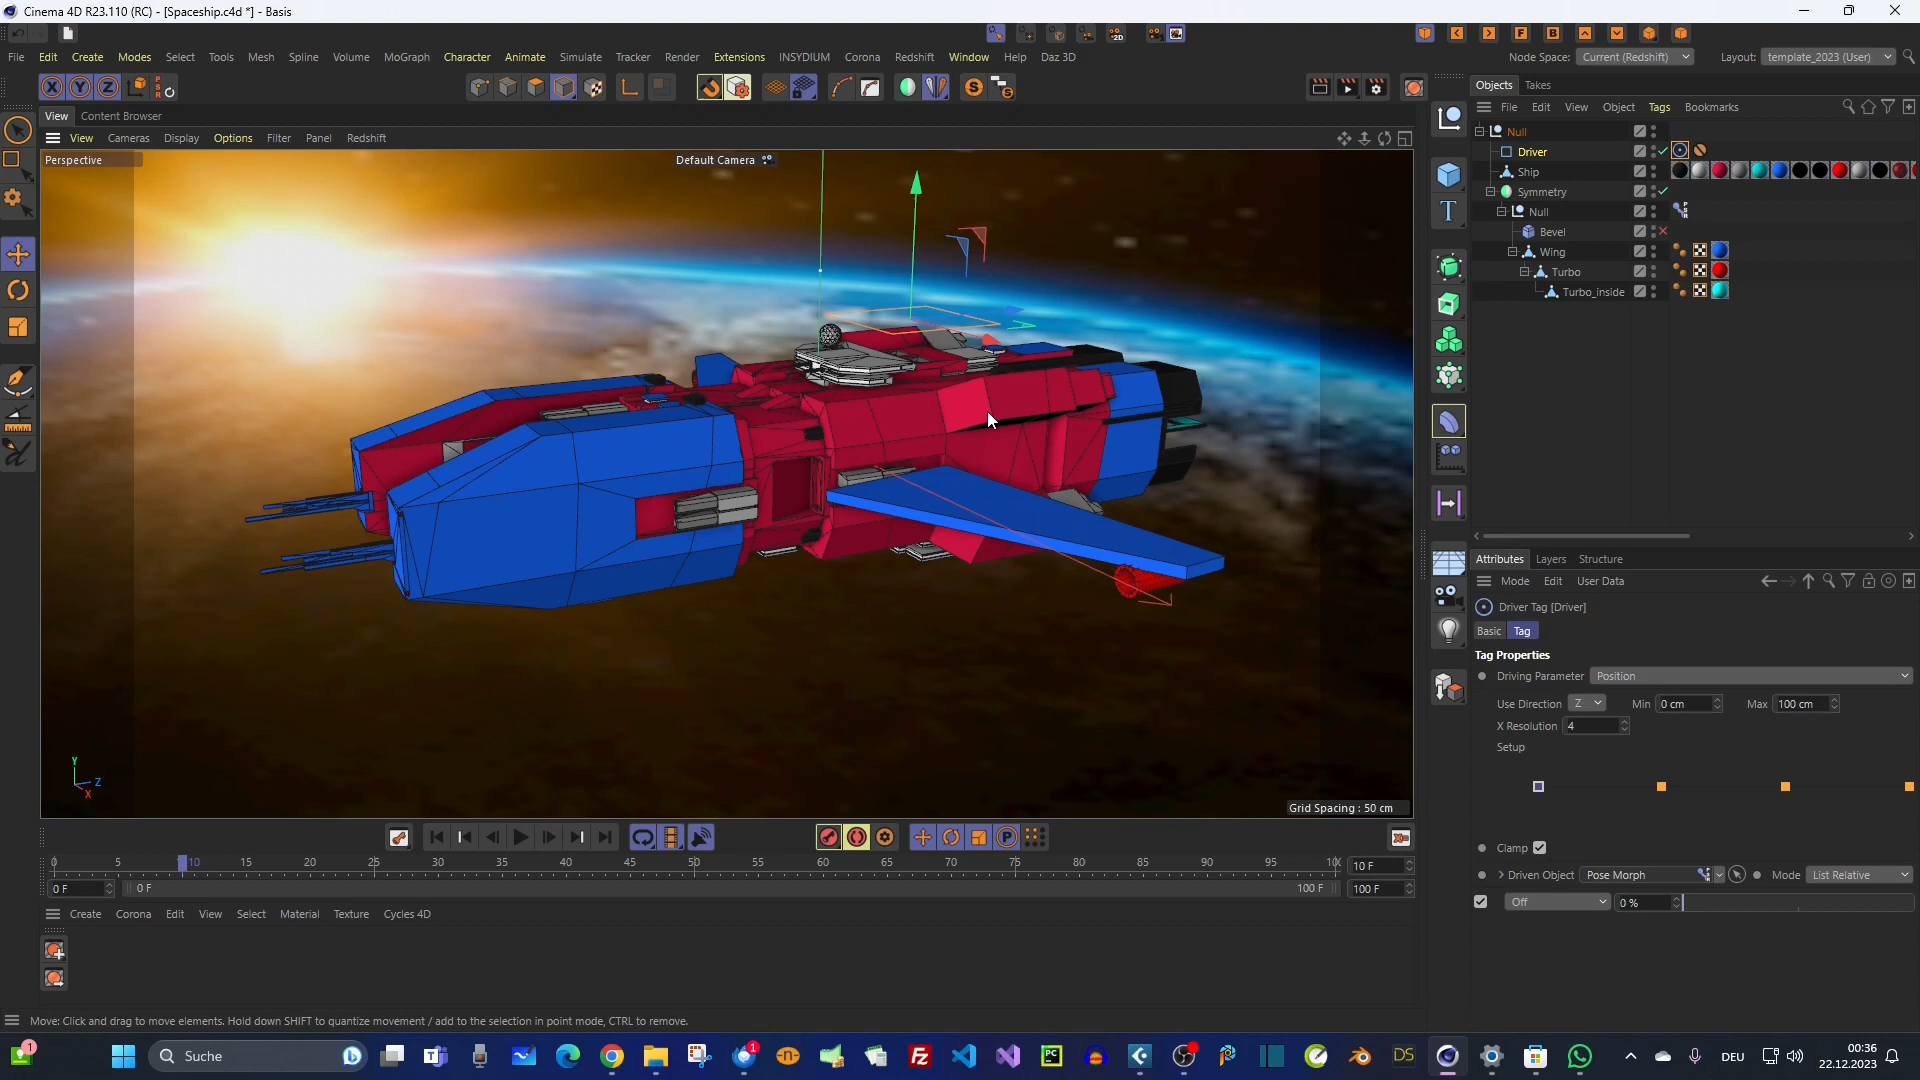 Cinema 4D R23.110 (RC) - [Spaceship.c4d *] - Basis
File Edit Create Modes Select Tools Mesh Spline Volume MoGraph Character Animate Simulate Tracker Render Extensions INSYDIUM Corona Redshift Window Help Daz 3D
Node Space: Current (Redshift) Layout: template_2023 (User)
X Y Z
View Content Browser
View Cameras Display Options Filter Panel Redshift
Perspective
Default Camera
Grid Spacing : 50 cm
Y
Z
X
Objects Takes
File Edit View Object Tags Bookmarks
Null
Driver
Ship
Symmetry
Null
Bevel
Wing
Turbo
Turbo_inside
Attributes Layers Structure
Mode Edit User Data
Driver Tag [Driver]
Basic Tag
Tag Properties
Driving Parameter Position
Use Direction Z Min 0 cm Max 100 cm
X Resolution 4
Setup
Clamp
Driven Object Pose Morph Mode List Relative
Off 0 %
0 5 10 15 20 25 30 35 40 45 50 55 60 65 70 75 80 85 90 95 10 10 F
0 F 0 F 100 F 100 F
Create Corona Edit View Select Material Texture Cycles 4D
Move: Click and drag to move elements. Hold down SHIFT to quantize movement / add to the selection in point mode, CTRL to remove.
Suche
DEU
00:36
22.12.2023